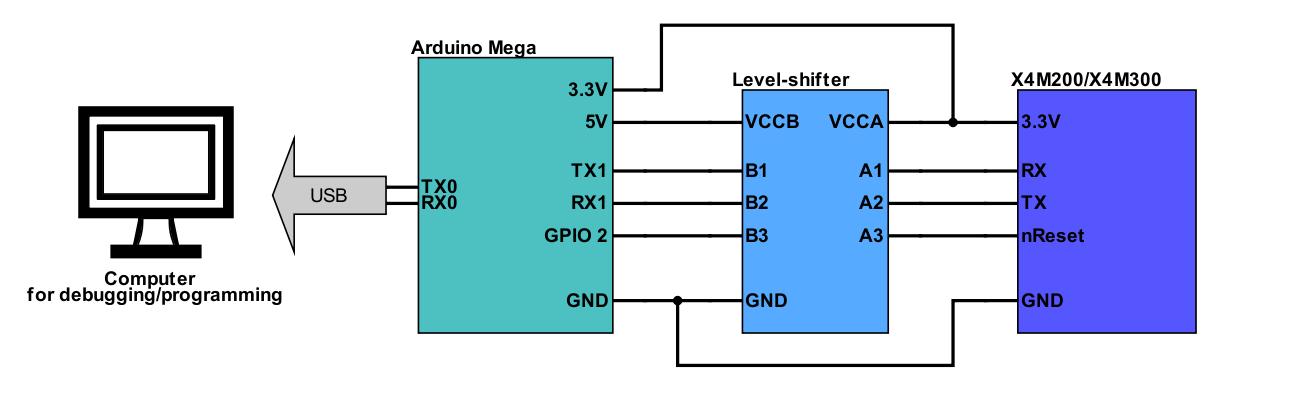 Arduino Mega
Level-shifter
X4M200/X4M300
3.3V
5V
VCCB
VCCA
3.3V
TX1
B1
A1
RX
USB
TX0
RX0
RX1
B2
A2
TX
GPIO 2
B3
A3
nReset
Computer
for debugging/programming
GND
GND
GND